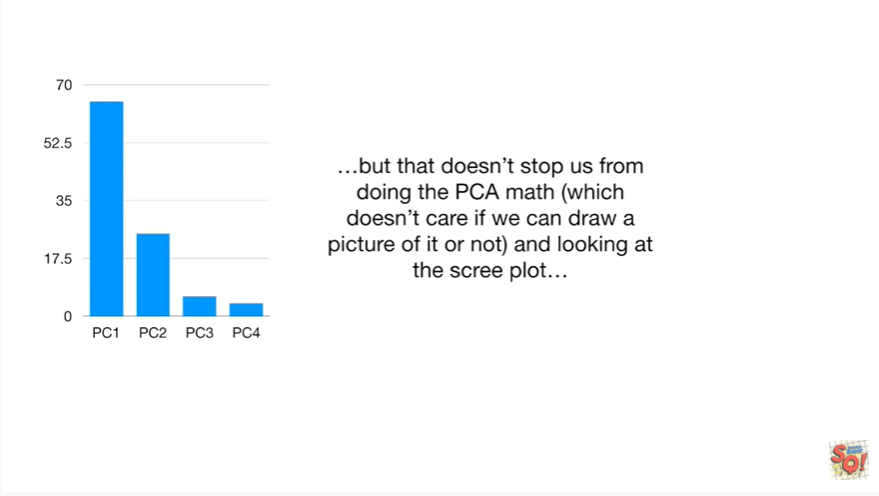 70
52.5
35
17.5
0
PC1 PC2 PC3 PC4
…but that doesn’t stop us from
doing the PCA math (which
doesn’t care if we can draw a
picture of it or not) and looking at
the scree plot…
SQ!